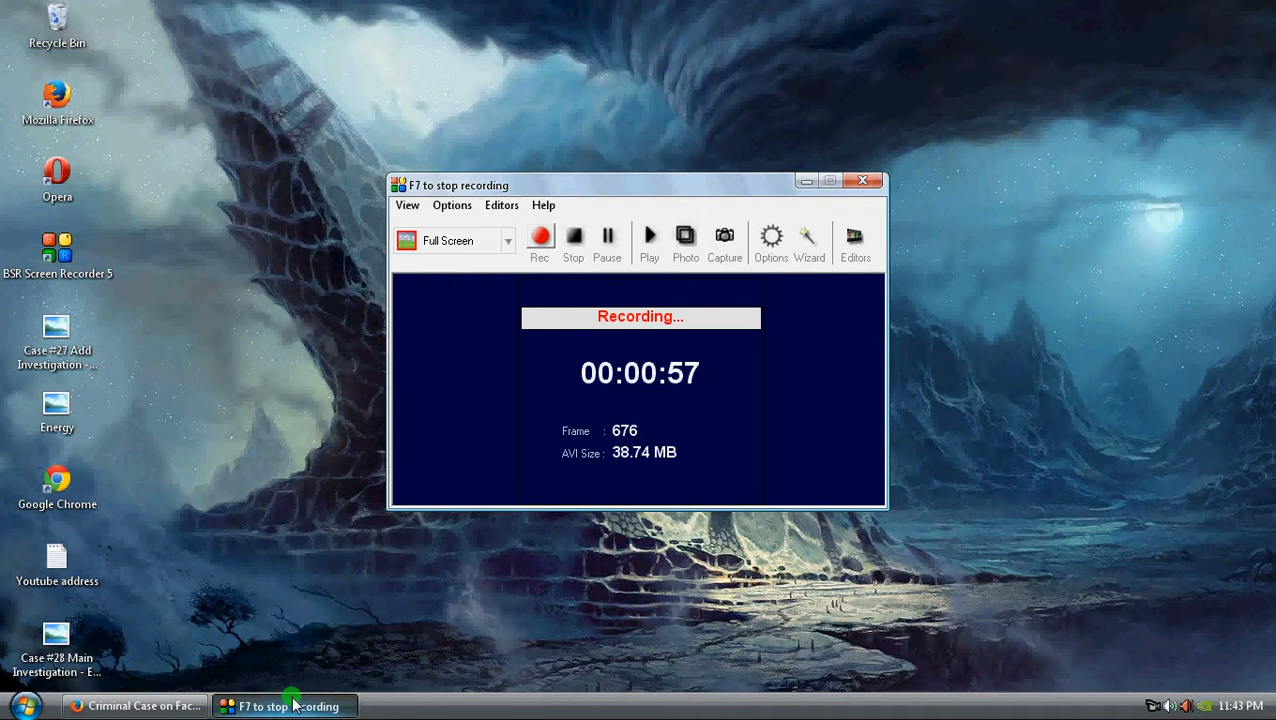 Recycle Bin
Mozilla Firefox
Opera
BSR Screen Recorder 5
Case #27 Add
Investigation -...
Energy
Google Chrome
Youtube address
Case #28 Main
Investigation - E...
F7 to stop recording
View Options Editors Help
Full Screen
Rec Stop Pause Play Photo Capture Options Wizard Editors
Recording...
00:00:57
Frame : 676
AVI Size : 38.74 MB
Criminal Case on Fac...
F7 to stop recording
11:43 PM